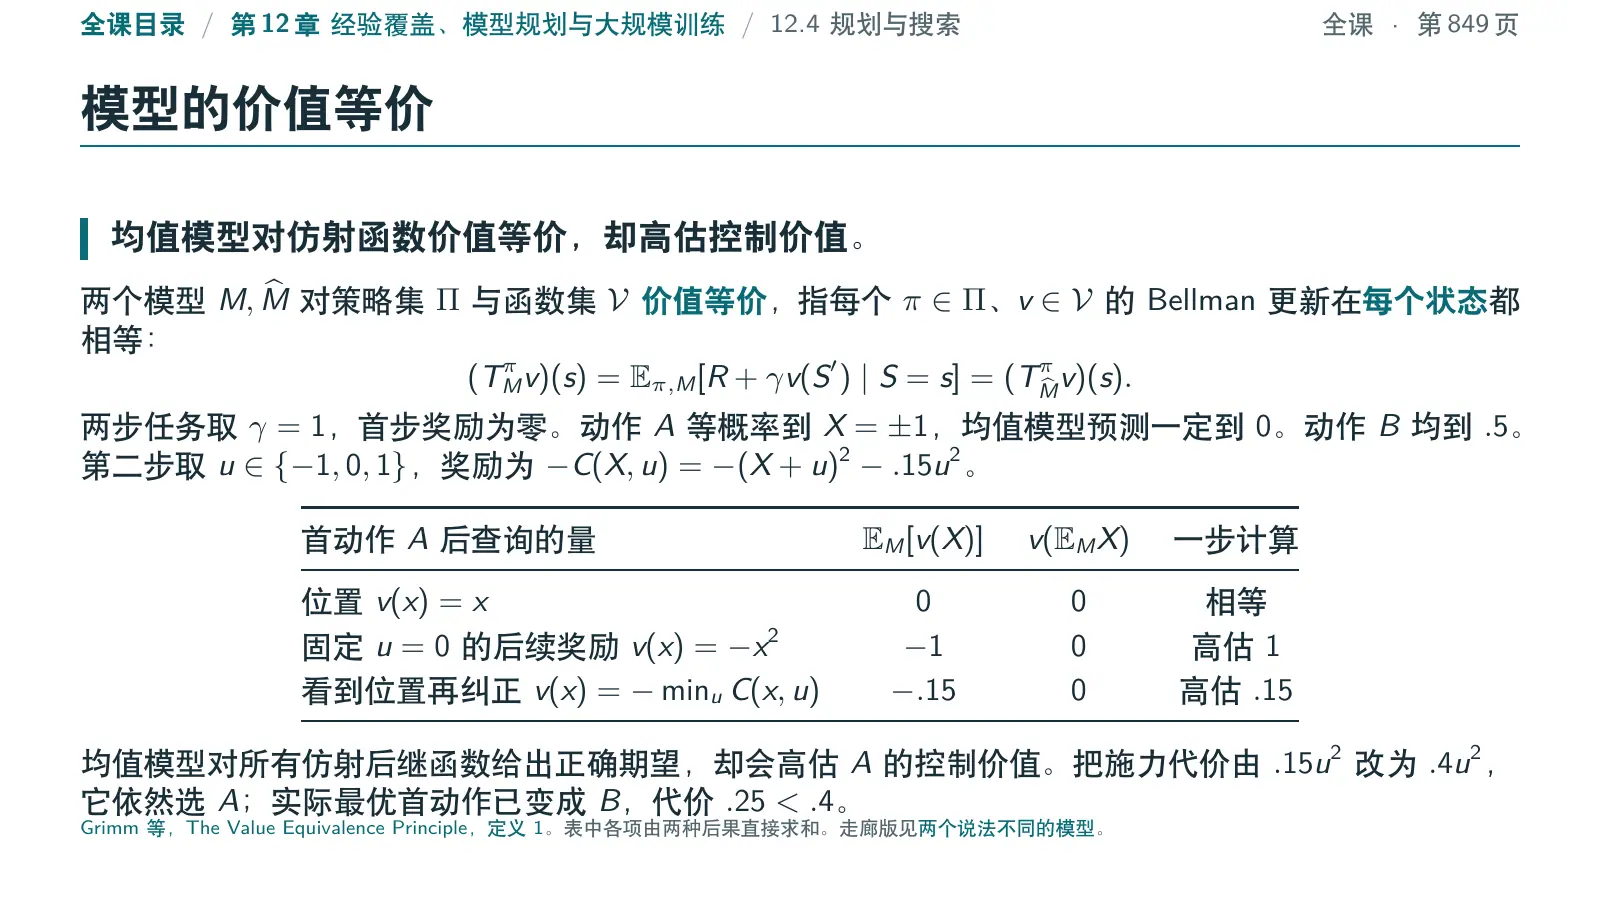 全课目录 / 第 12 章 经验覆盖、模型规划与大规模训练 / 12.4 规划与搜索 全课 · 第 849 页
模型的价值等价
均值模型对仿射函数价值等价，却高估控制价值。
两个模型 M, M̂ 对策略集 Π 与函数集 𝒱 价值等价，指每个 π ∈ Π、v ∈ 𝒱 的 Bellman 更新在每个状态都
相等：
(T_M^π v)(s) = 𝔼_{π,M}[R + γv(S′) | S = s] = (T_{M̂}^π v)(s).
两步任务取 γ = 1，首步奖励为零。动作 A 等概率到 X = ±1，均值模型预测一定到 0。动作 B 均到 .5。
第二步取 u ∈ {−1, 0, 1}，奖励为 −C(X, u) = −(X + u)² − .15u²。
首动作 A 后查询的量 𝔼_M[v(X)] v(𝔼_M X) 一步计算
位置 v(x) = x 0 0 相等
固定 u = 0 的后续奖励 v(x) = −x² −1 0 高估 1
看到位置再纠正 v(x) = − min_u C(x, u) −.15 0 高估 .15
均值模型对所有仿射后继函数给出正确期望，却会高估 A 的控制价值。把施力代价由 .15u² 改为 .4u²，
它依然选 A；实际最优首动作已变成 B，代价 .25 < .4。
Grimm 等，The Value Equivalence Principle，定义 1。表中各项由两种后果直接求和。走廊版见两个说法不同的模型。